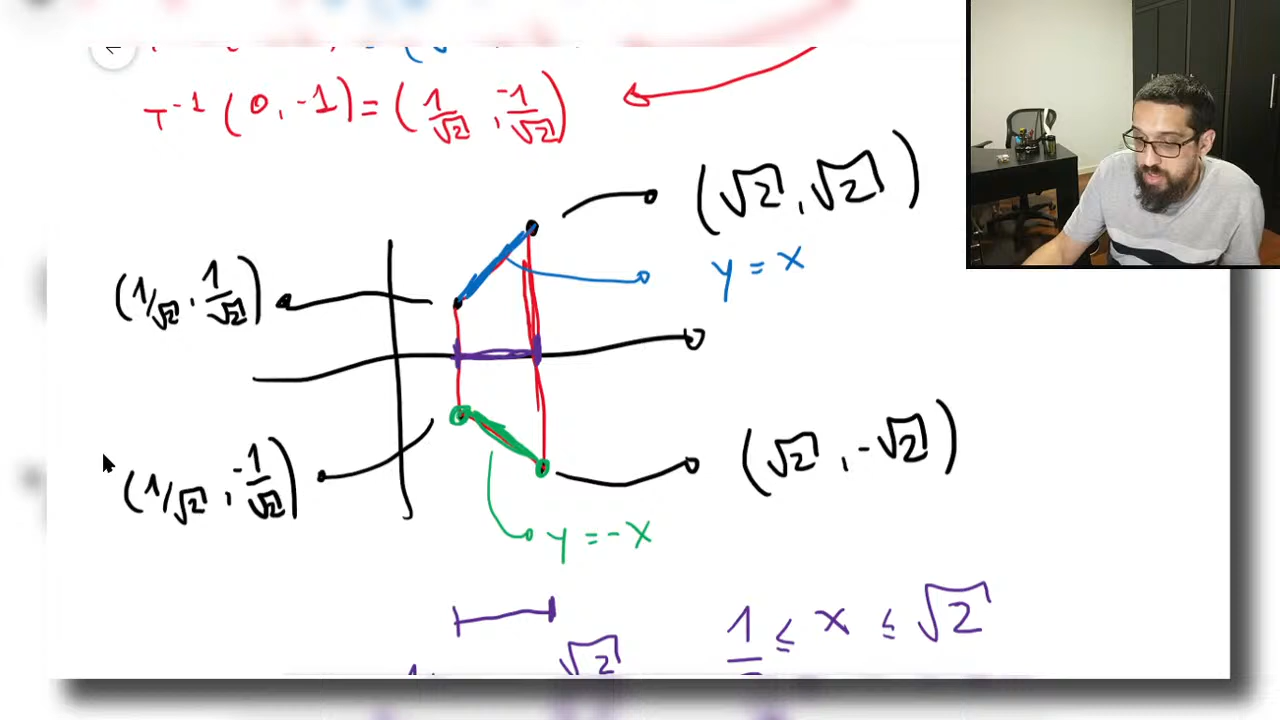 T⁻¹(0,-1)=(1/√2,-1/√2)
(√2,√2)
y=x
(1/√2,1/√2)
(√2,-√2)
(1/√2,-1/√2)
y=-x
≤ x ≤ √2
√2